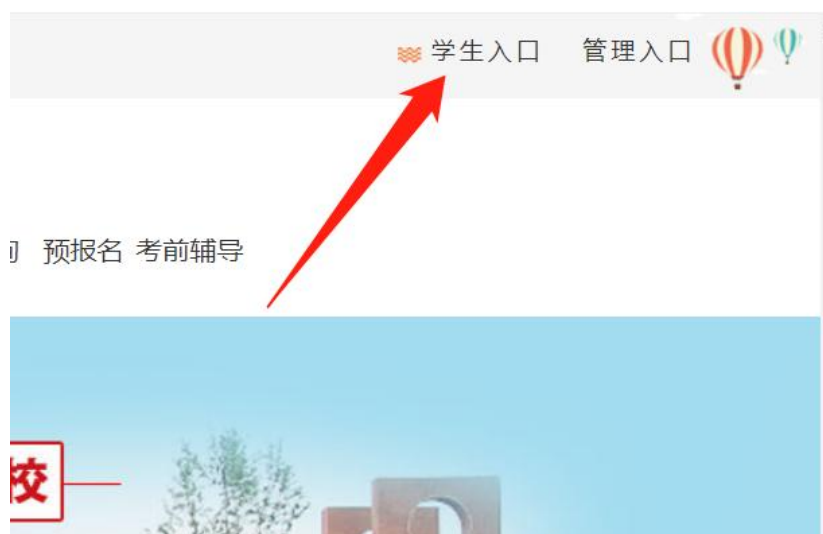 学生入口 管理入口
预报名 考前辅导
校